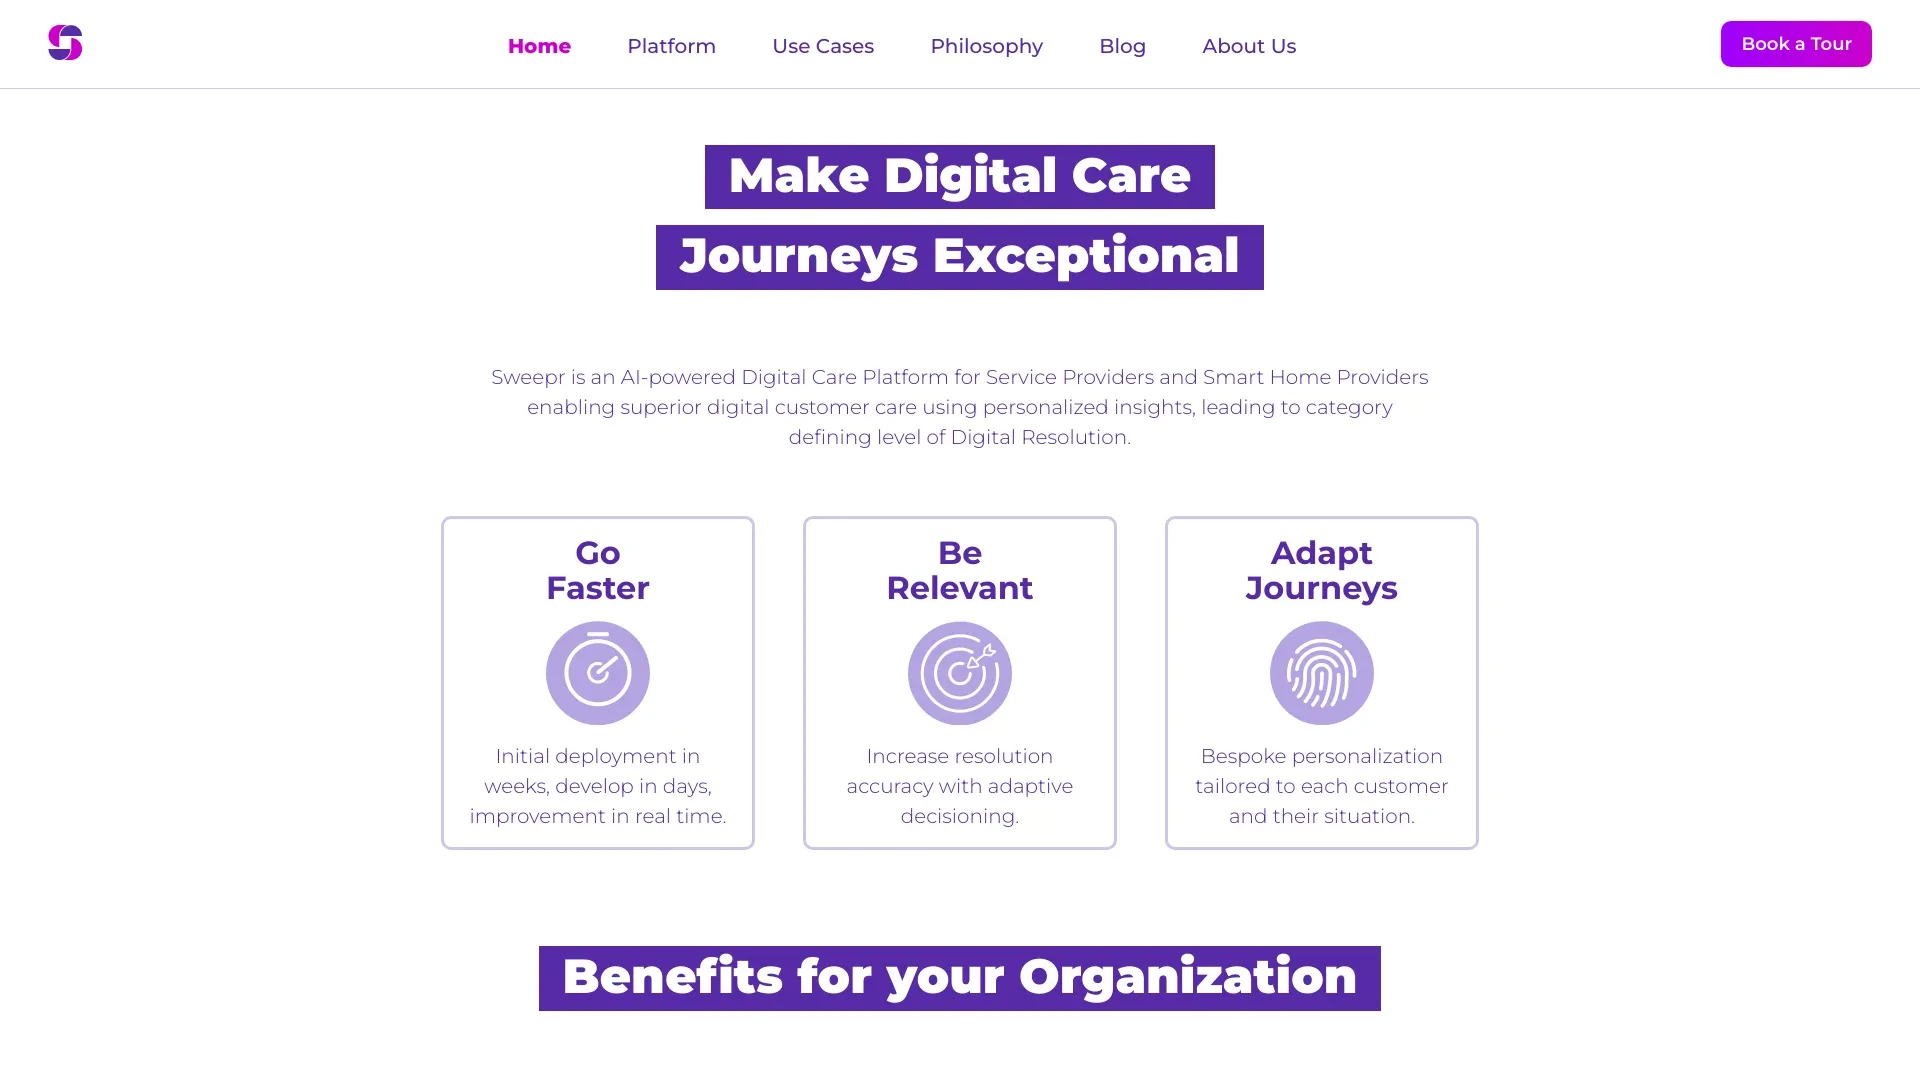 Home
Platform
Use Cases
Philosophy
Blog
About Us
Book a Tour
Make Digital Care
Journeys Exceptional
Sweepr is an AI-powered Digital Care Platform for Service Providers and Smart Home Providers
enabling superior digital customer care using personalized insights, leading to category
defining level of Digital Resolution.
Go
Faster
Initial deployment in
weeks, develop in days,
improvement in real time.
Be
Relevant
Increase resolution
accuracy with adaptive
decisioning.
Adapt
Journeys
Bespoke personalization
tailored to each customer
and their situation.
Benefits for your Organization